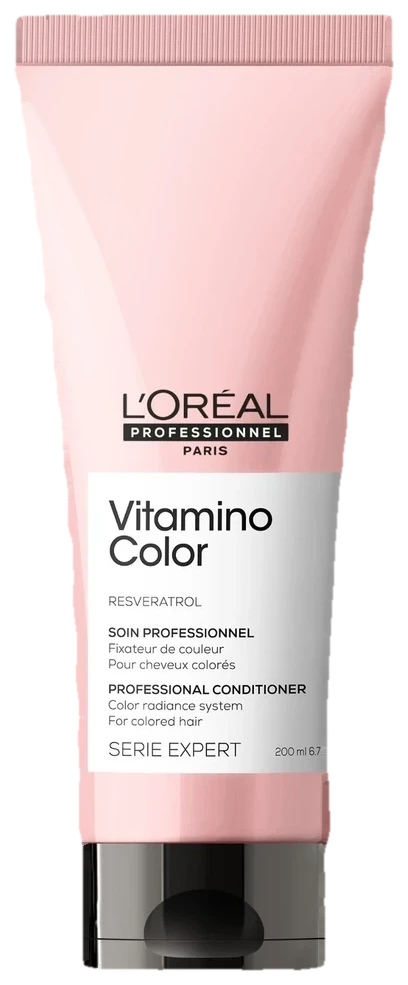 L'ORÉAL
PROFESSIONNEL
PARIS
Vitamino
Color
RESVERATROL
SOIN PROFESSIONNEL
Fixateur de couleur
Pour cheveux colorés
PROFESSIONAL CONDITIONER
Color radiance system
For colored hair
SERIE EXPERT 200 ml 6.7